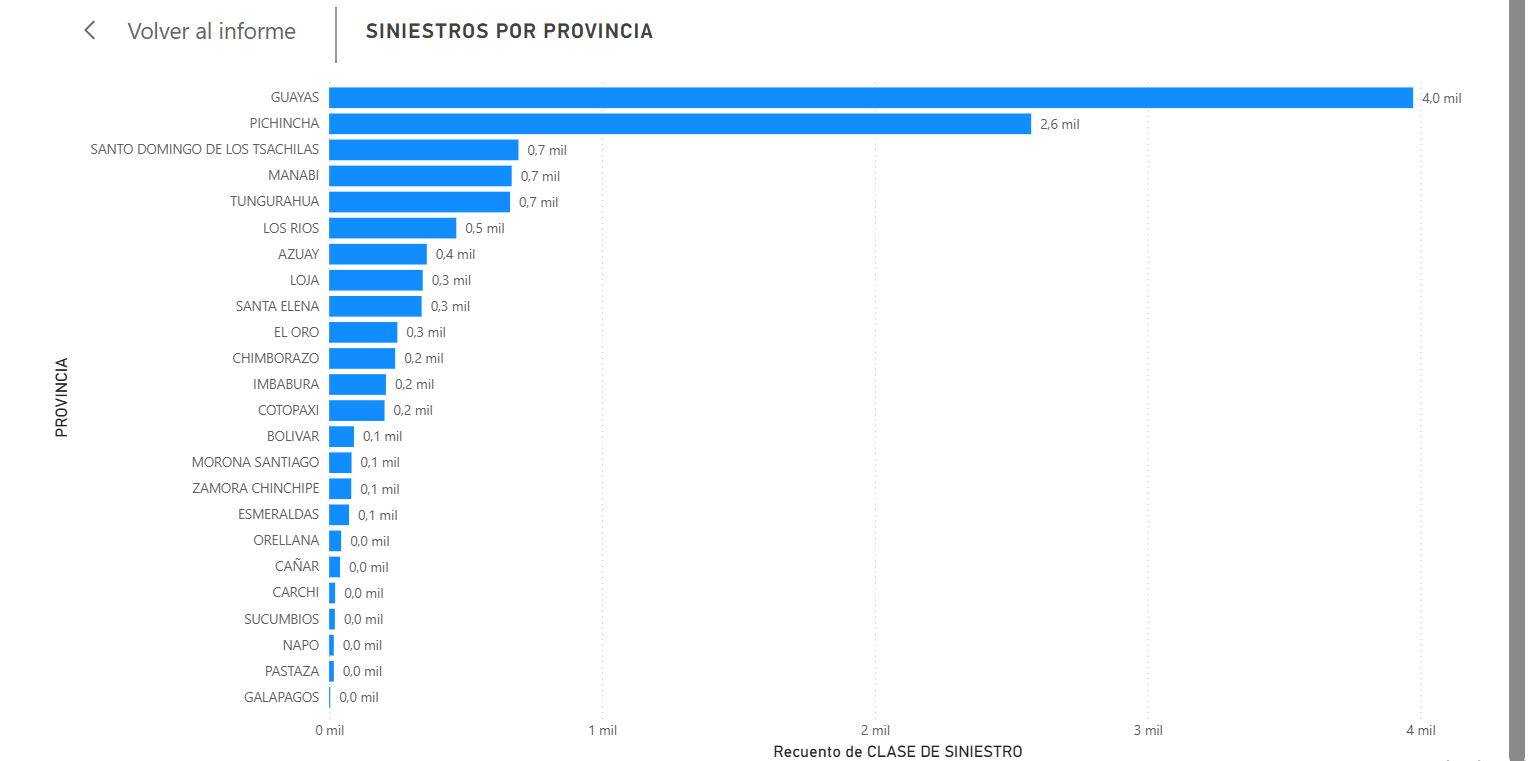 Volver al informe
SINIESTROS POR PROVINCIA
GUAYAS 4,0 mil
PICHINCHA 2,6 mil
SANTO DOMINGO DE LOS TSACHILAS 0,7 mil
MANABI 0,7 mil
TUNGURAHUA 0,7 mil
LOS RIOS 0,5 mil
AZUAY 0,4 mil
LOJA 0,3 mil
SANTA ELENA 0,3 mil
EL ORO 0,3 mil
CHIMBORAZO 0,2 mil
IMBABURA 0,2 mil
COTOPAXI 0,2 mil
BOLIVAR 0,1 mil
MORONA SANTIAGO 0,1 mil
ZAMORA CHINCHIPE 0,1 mil
ESMERALDAS 0,1 mil
ORELLANA 0,0 mil
CAÑAR 0,0 mil
CARCHI 0,0 mil
SUCUMBIOS 0,0 mil
NAPO 0,0 mil
PASTAZA 0,0 mil
GALAPAGOS 0,0 mil
PROVINCIA
0 mil 1 mil 2 mil 3 mil 4 mil
Recuento de CLASE DE SINIESTRO